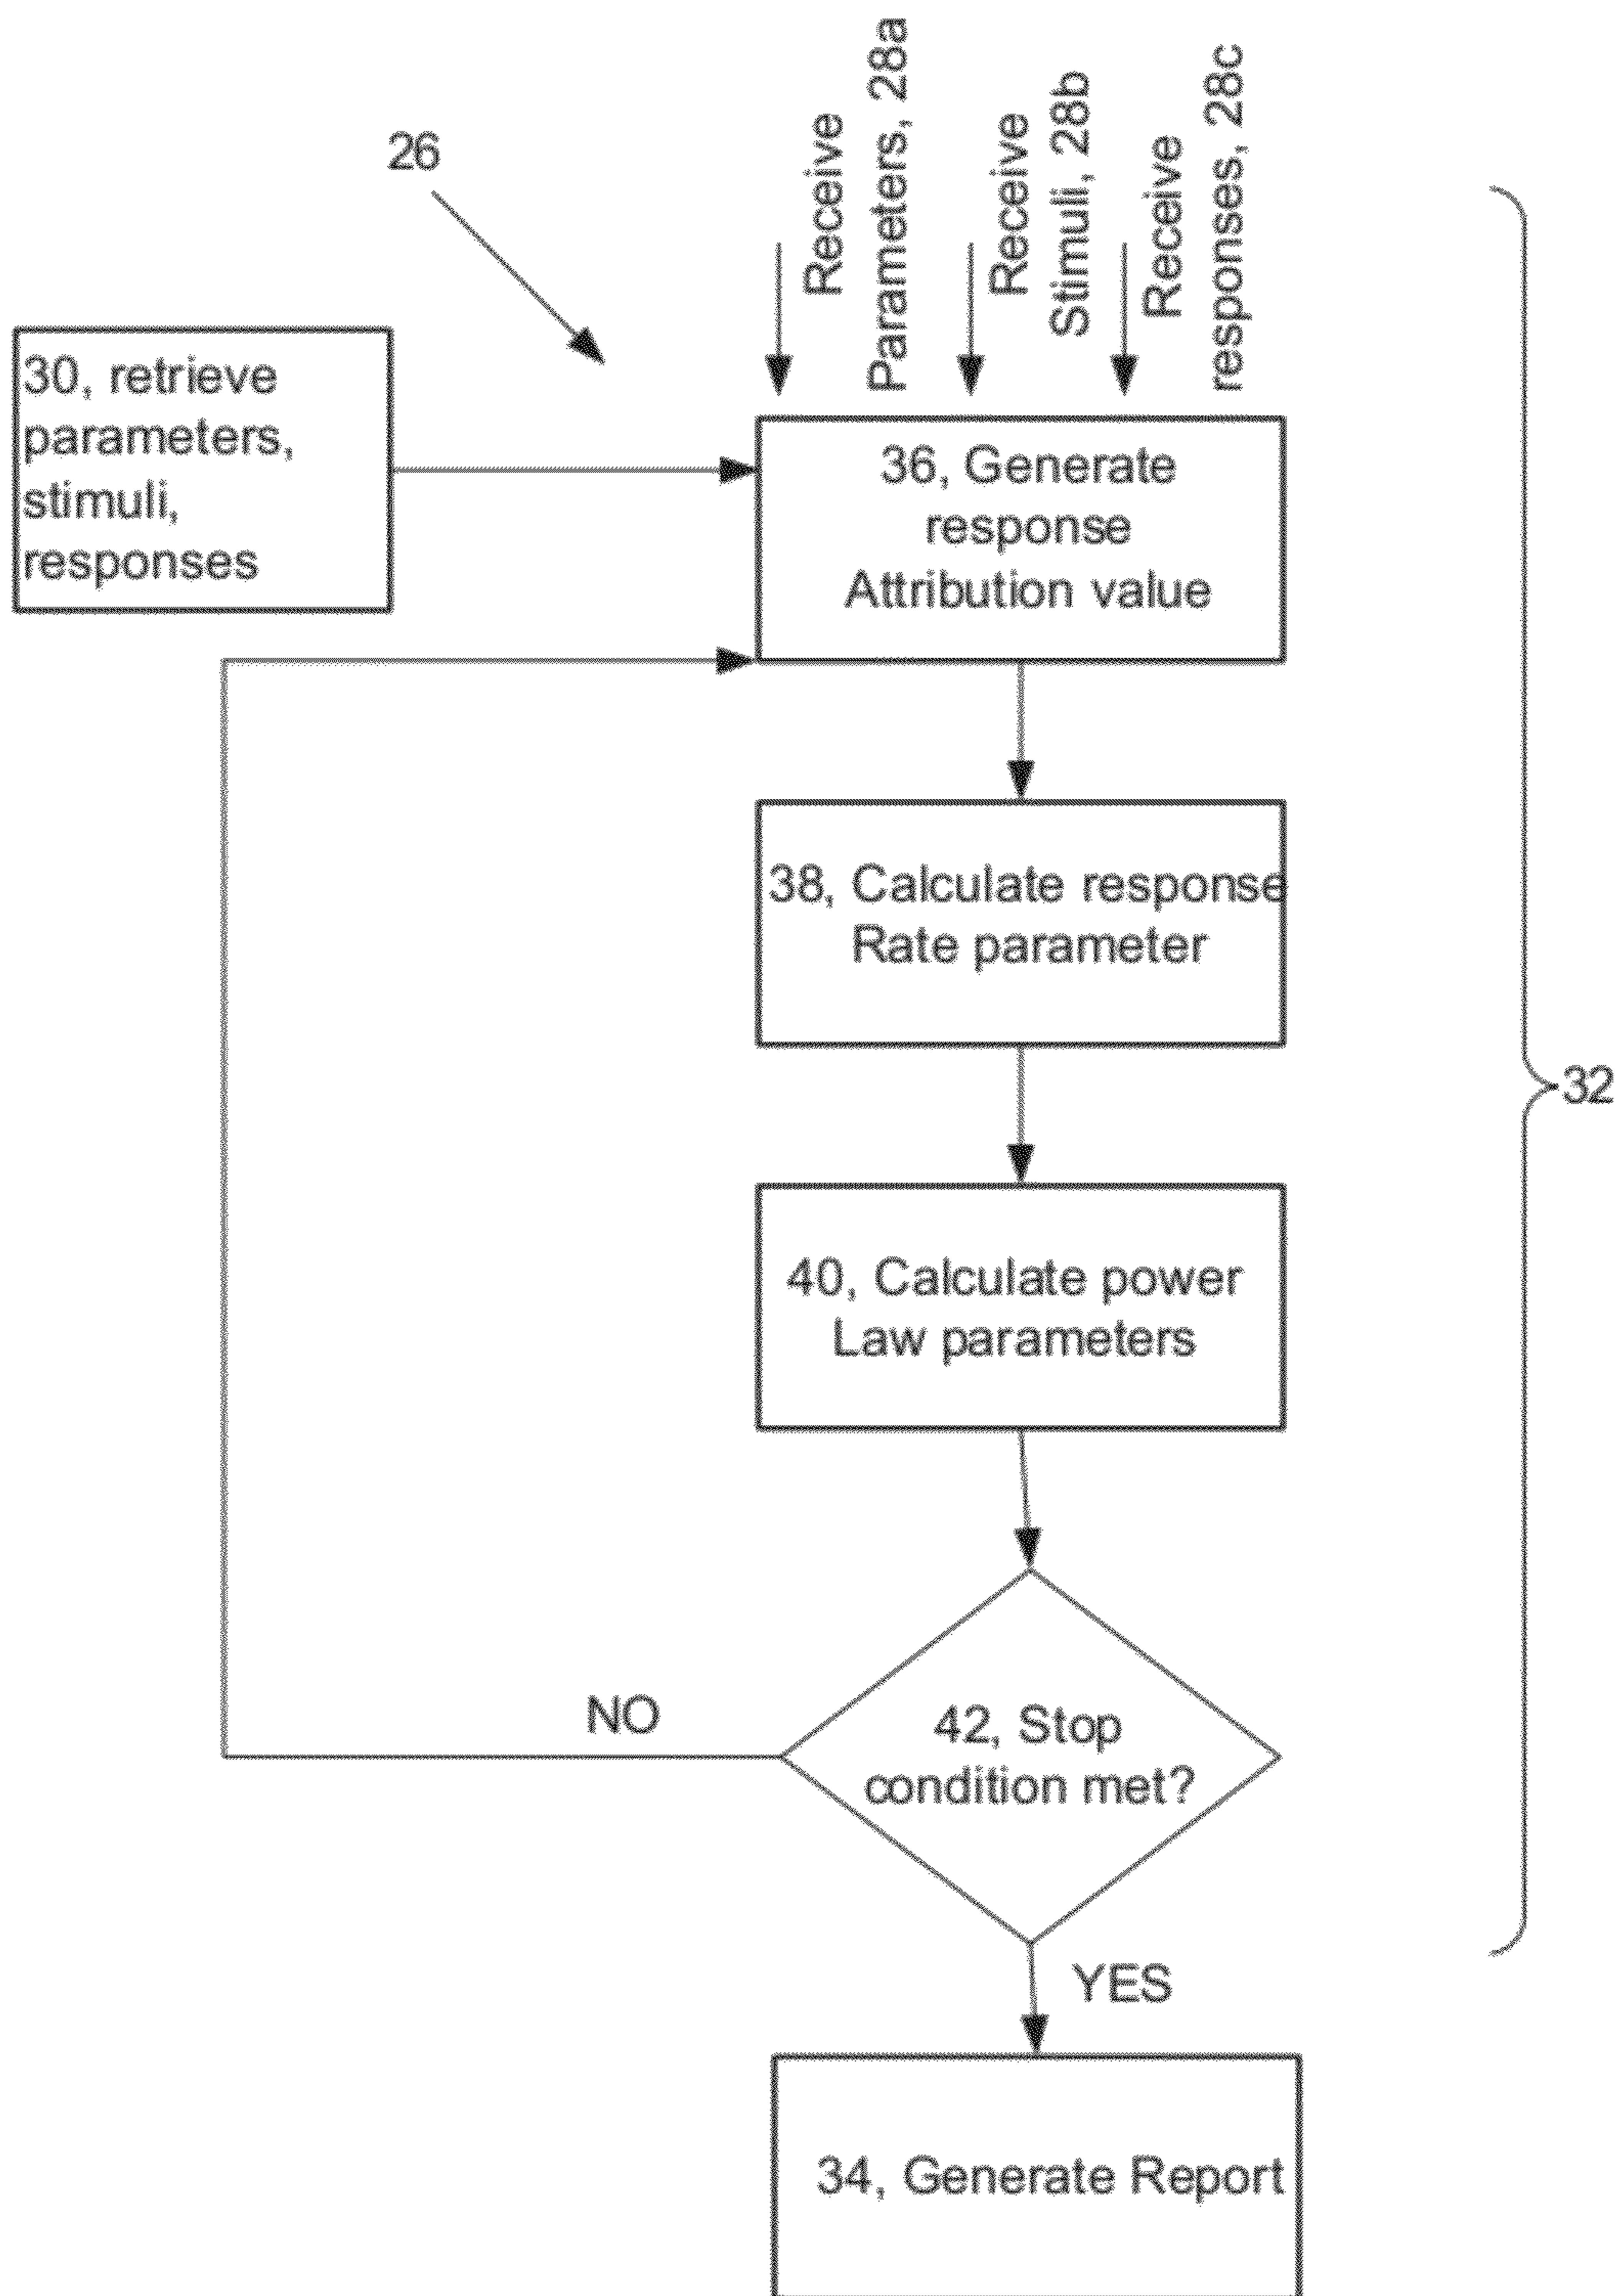 26
Receive
Parameters, 28a
Receive
Stimuli, 28b
Receive
responses, 28c
30, retrieve
parameters,
stimuli,
responses
36, Generate
response
Attribution value
38, Calculate response
Rate parameter
32
40, Calculate power
Law parameters
NO
42, Stop
condition met?
YES
34, Generate Report